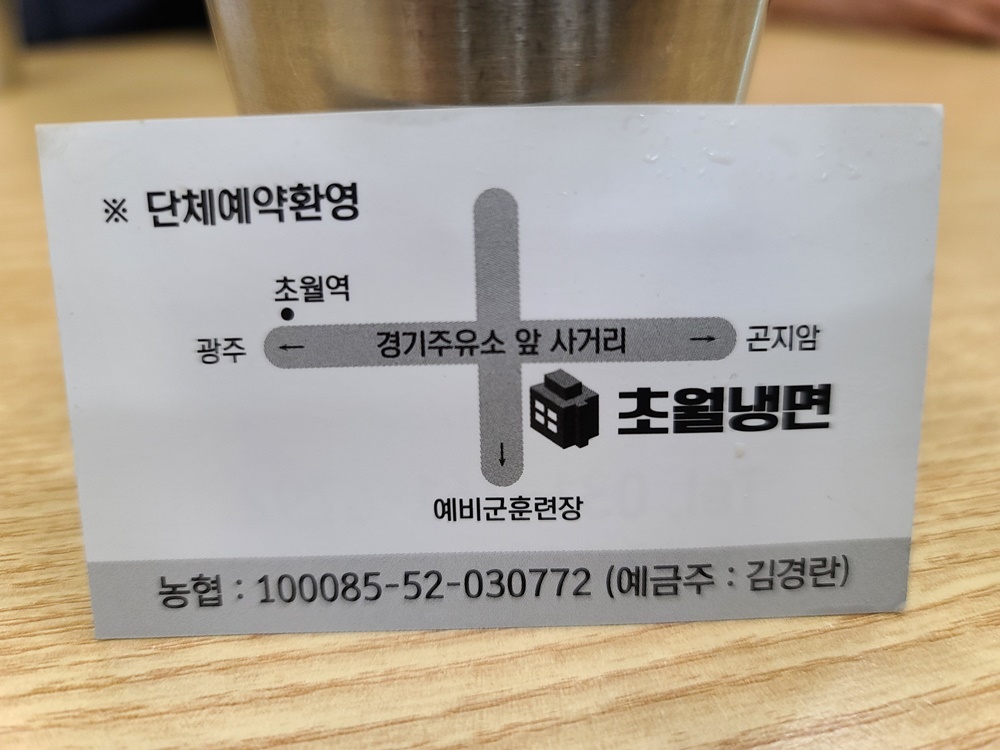 ※ 단체예약환영
초월역
광주 ← 경기주유소 앞 사거리 → 곤지암
초월냉면
↓
예비군훈련장
농협 : 100085-52-030772 (예금주 : 김경란)